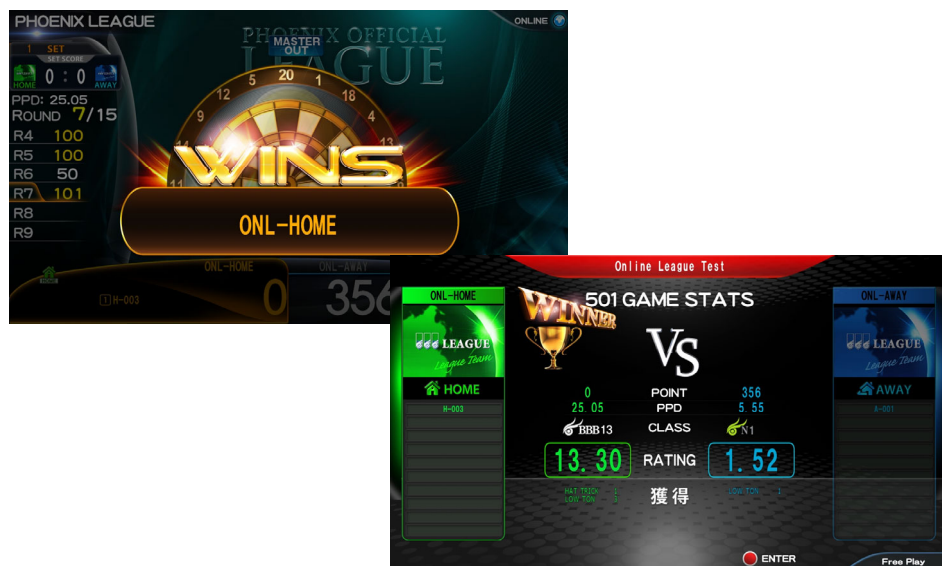 PHOENIX LEAGUE
ONLINE
PHOENIX OFFICIAL
LEAGUE
MASTER
OUT
1 SET
SET SCORE
0 : 0
HOME
AWAY
PPD: 25.05
ROUND 7/15
R4 100
R5 100
R6 50
R7 101
R8
R9
5 20 1
12 18
9 4
14 13
11
WINS
ONL-HOME
ONL-HOME
ONL-AWAY
HOME
1 H-003
0
356
Online League Test
ONL-HOME
501 GAME STATS
ONL-AWAY
WINNER
VS
LEAGUE
League Team
LEAGUE
League Team
HOME
AWAY
H-003
A-001
0 POINT 356
25.05 PPD 5.55
BBB13 CLASS N1
13.30 RATING 1.52
HAT TRICK 1
LOW TON 3
獲得
LOW TON 1
ENTER
Free Play